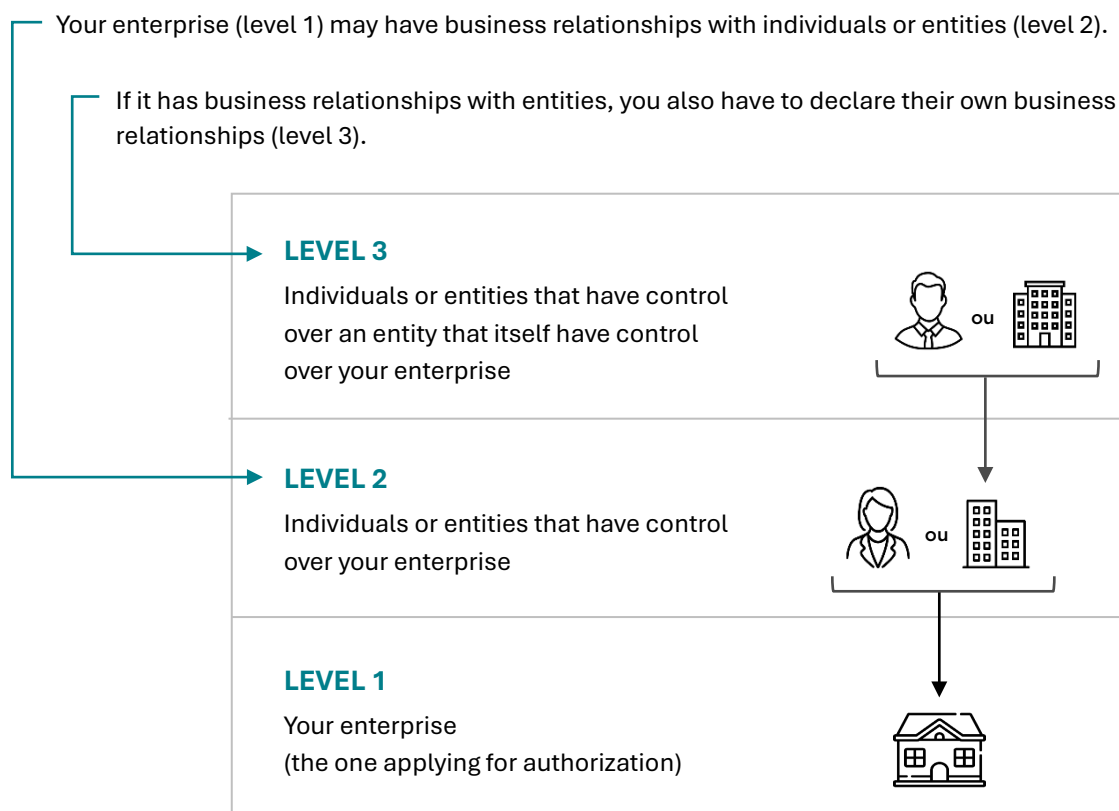 Your enterprise (level 1) may have business relationships with individuals or entities (level 2).
If it has business relationships with entities, you also have to declare their own business
relationships (level 3).
LEVEL 3
Individuals or entities that have control
over an entity that itself have control
over your enterprise
ou
LEVEL 2
Individuals or entities that have control
over your enterprise
ou
LEVEL 1
Your enterprise
(the one applying for authorization)